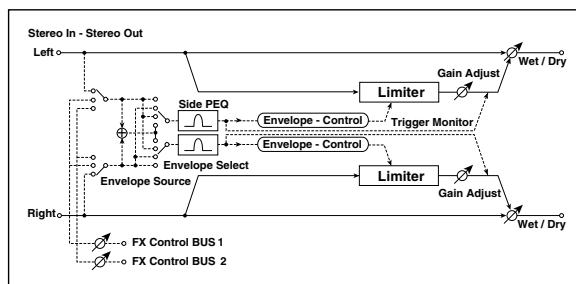 Stereo In - Stereo Out
Left
Wet / Dry
Limiter
Gain Adjust
Side PEQ
Envelope - Control
Trigger Monitor
Envelope - Control
Envelope Select
Envelope Source
Limiter
Gain Adjust
Right
Wet / Dry
FX Control BUS 1
FX Control BUS 2